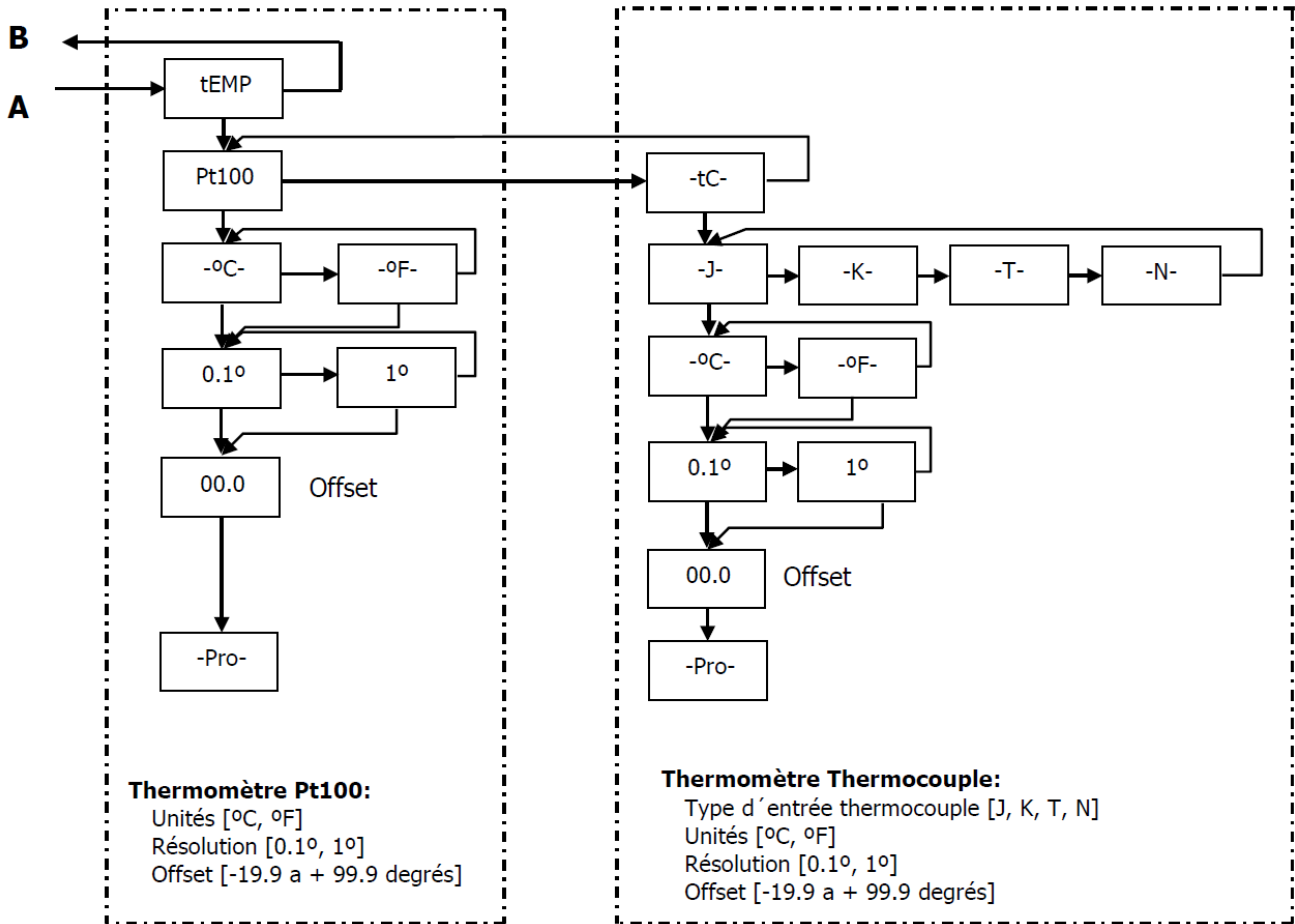 B
tEMP
A
Pt100
-tC-
-ºC-
-ºF-
-J-
-K-
-T-
-N-
0.1º
1º
-ºC-
-ºF-
00.0
Offset
0.1º
1º
00.0
Offset
-Pro-
-Pro-
Thermomètre Pt100:
Unités [ºC, ºF]
Résolution [0.1º, 1º]
Offset [-19.9 a + 99.9 degrés]
Thermomètre Thermocouple:
Type d´entrée thermocouple [J, K, T, N]
Unités [ºC, ºF]
Résolution [0.1º, 1º]
Offset [-19.9 a + 99.9 degrés]